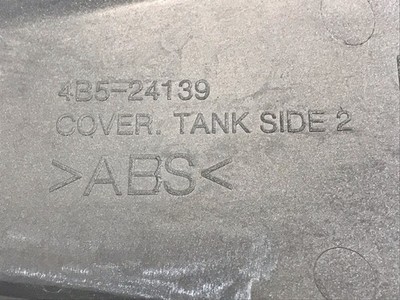 4B5-24139
COVER. TANK SIDE 2
>ABS<